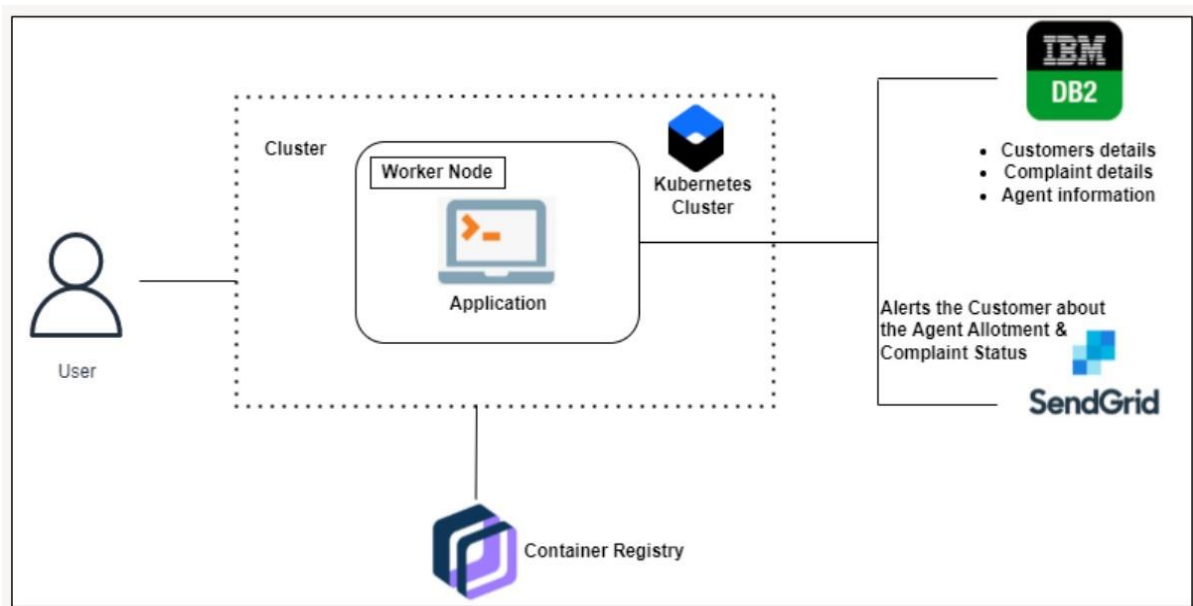 IBM
DB2
• Customers details
• Complaint details
• Agent information
Cluster
Worker Node
Kubernetes
Cluster
Application
User
Alerts the Customer about
the Agent Allotment &
Complaint Status
SendGrid
Container Registry